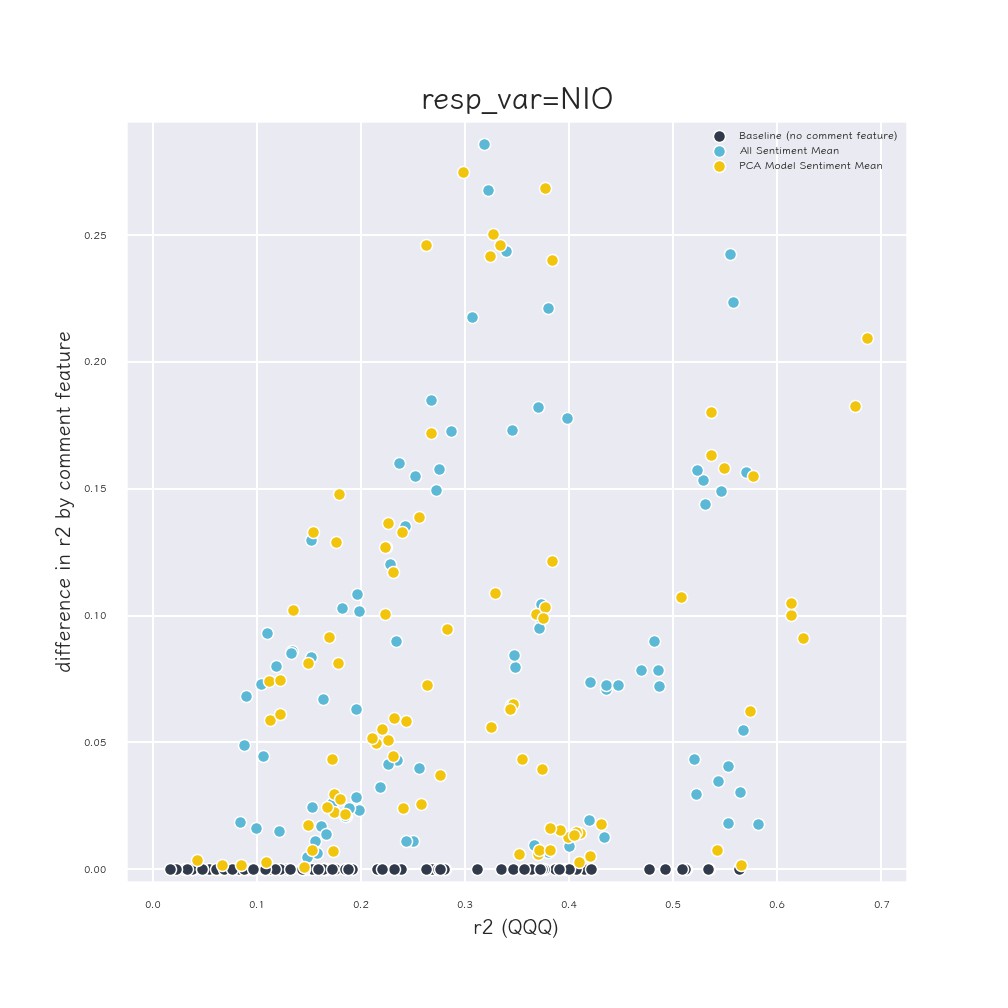 resp_var=NIO
Baseline (no comment feature)
All Sentiment Mean
PCA Model Sentiment Mean
difference in r2 by comment feature
0.25
0.20
0.15
0.10
0.05
0.00
0.0 0.1 0.2 0.3 0.4 0.5 0.6 0.7
r2 (QQQ)